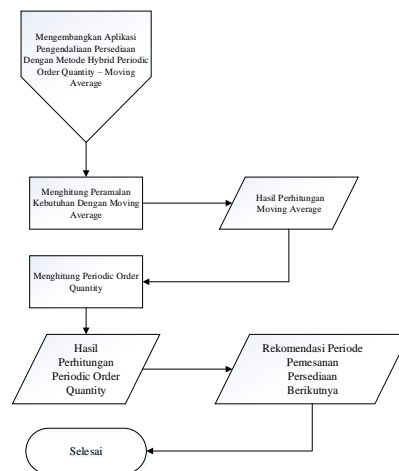 Mengembangkan Aplikasi
Pengendaliaan Persediaan
Dengan Metode Hybrid Periodic
Order Quantity – Moving
Average
Menghitung Peramalan
Kebutuhan Dengan Moving
Average
Hasil Perhitungan
Moving Average
Menghitung Periodic Order
Quantity
Hasil
Perhitungan
Periodic Order
Quantity
Rekomendasi Periode
Pemesanan
Persediaan
Berikutnya
Selesai